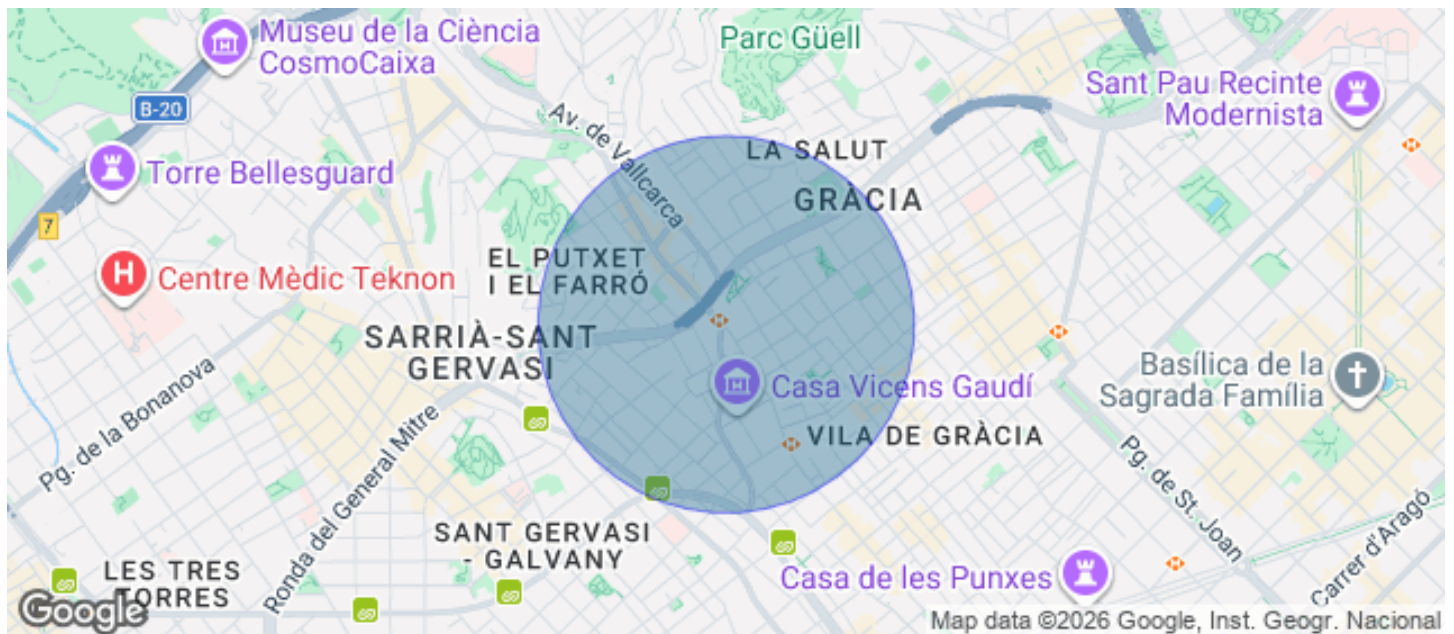 Museu de la Ciència
CosmoCaixa
Parc Güell
Sant Pau Recinte
Modernista
B-20
Av. de Vallcarca
LA SALUT
Torre Bellesguard
GRÀCIA
7
EL PUTXET
I EL FARRÓ
Centre Mèdic Teknon
H
SARRIÀ-SANT
GERVASI
Basílica de la
Sagrada Família
Casa Vicens Gaudí
Pg. de la Bonanova
VILA DE GRÀCIA
Ronda del General Mitre
Pg. de St. Joan
SANT GERVASI
- GALVANY
Carrer d'Aragó
LES TRES
TORRES
Casa de les Punxes
Google
Map data ©2026 Google, Inst. Geogr. Nacional